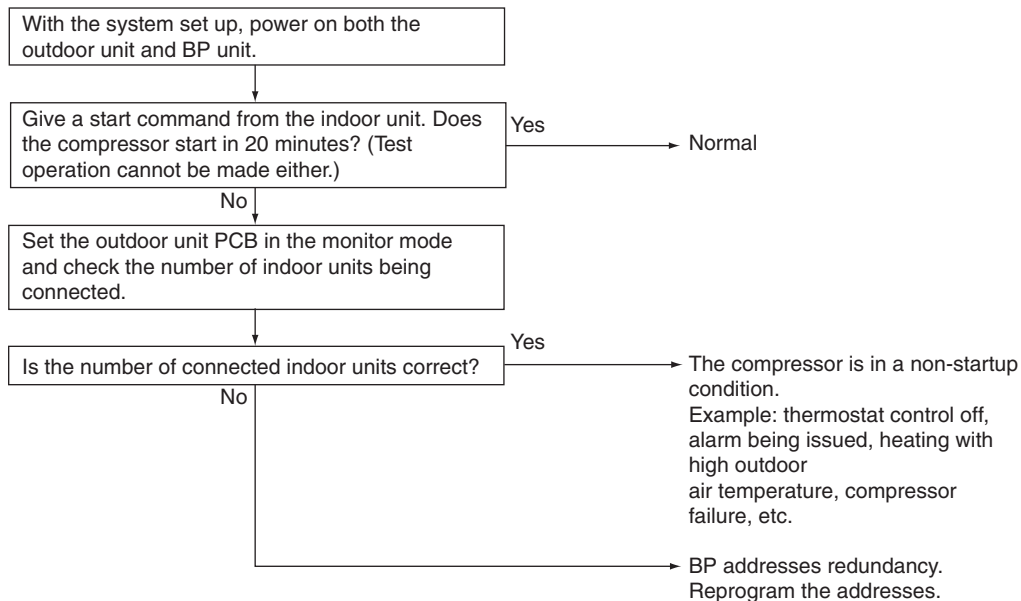 With the system set up, power on both the
outdoor unit and BP unit.
Give a start command from the indoor unit. Does
the compressor start in 20 minutes? (Test
operation cannot be made either.)
Yes
Normal
No
Set the outdoor unit PCB in the monitor mode
and check the number of indoor units being
connected.
Is the number of connected indoor units correct?
Yes
The compressor is in a non-startup
condition.
Example: thermostat control off,
alarm being issued, heating with
high outdoor
air temperature, compressor
failure, etc.
No
BP addresses redundancy.
Reprogram the addresses.